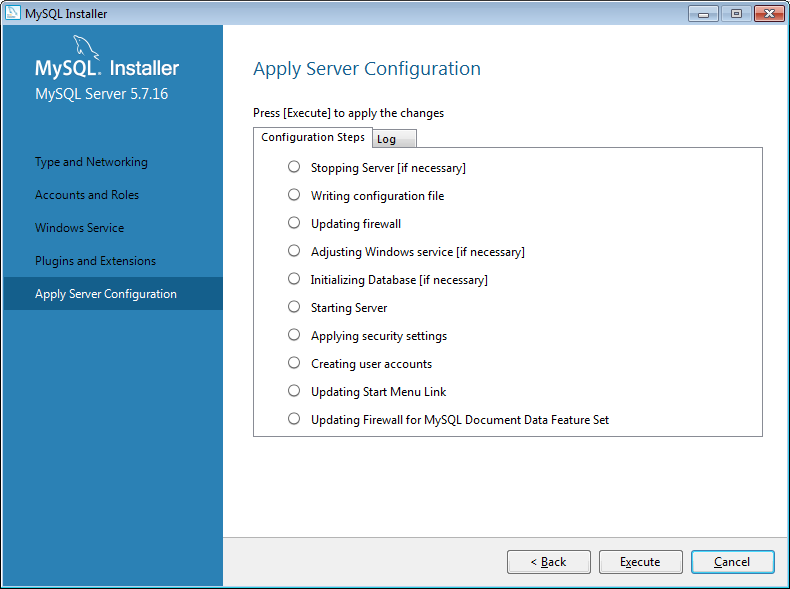 MySQL Installer
MySQL. Installer
MySQL Server 5.7.16
Type and Networking
Accounts and Roles
Windows Service
Plugins and Extensions
Apply Server Configuration
Apply Server Configuration
Press [Execute] to apply the changes
Configuration Steps
Log
Stopping Server [if necessary]
Writing configuration file
Updating firewall
Adjusting Windows service [if necessary]
Initializing Database [if necessary]
Starting Server
Applying security settings
Creating user accounts
Updating Start Menu Link
Updating Firewall for MySQL Document Data Feature Set
< Back
Execute
Cancel